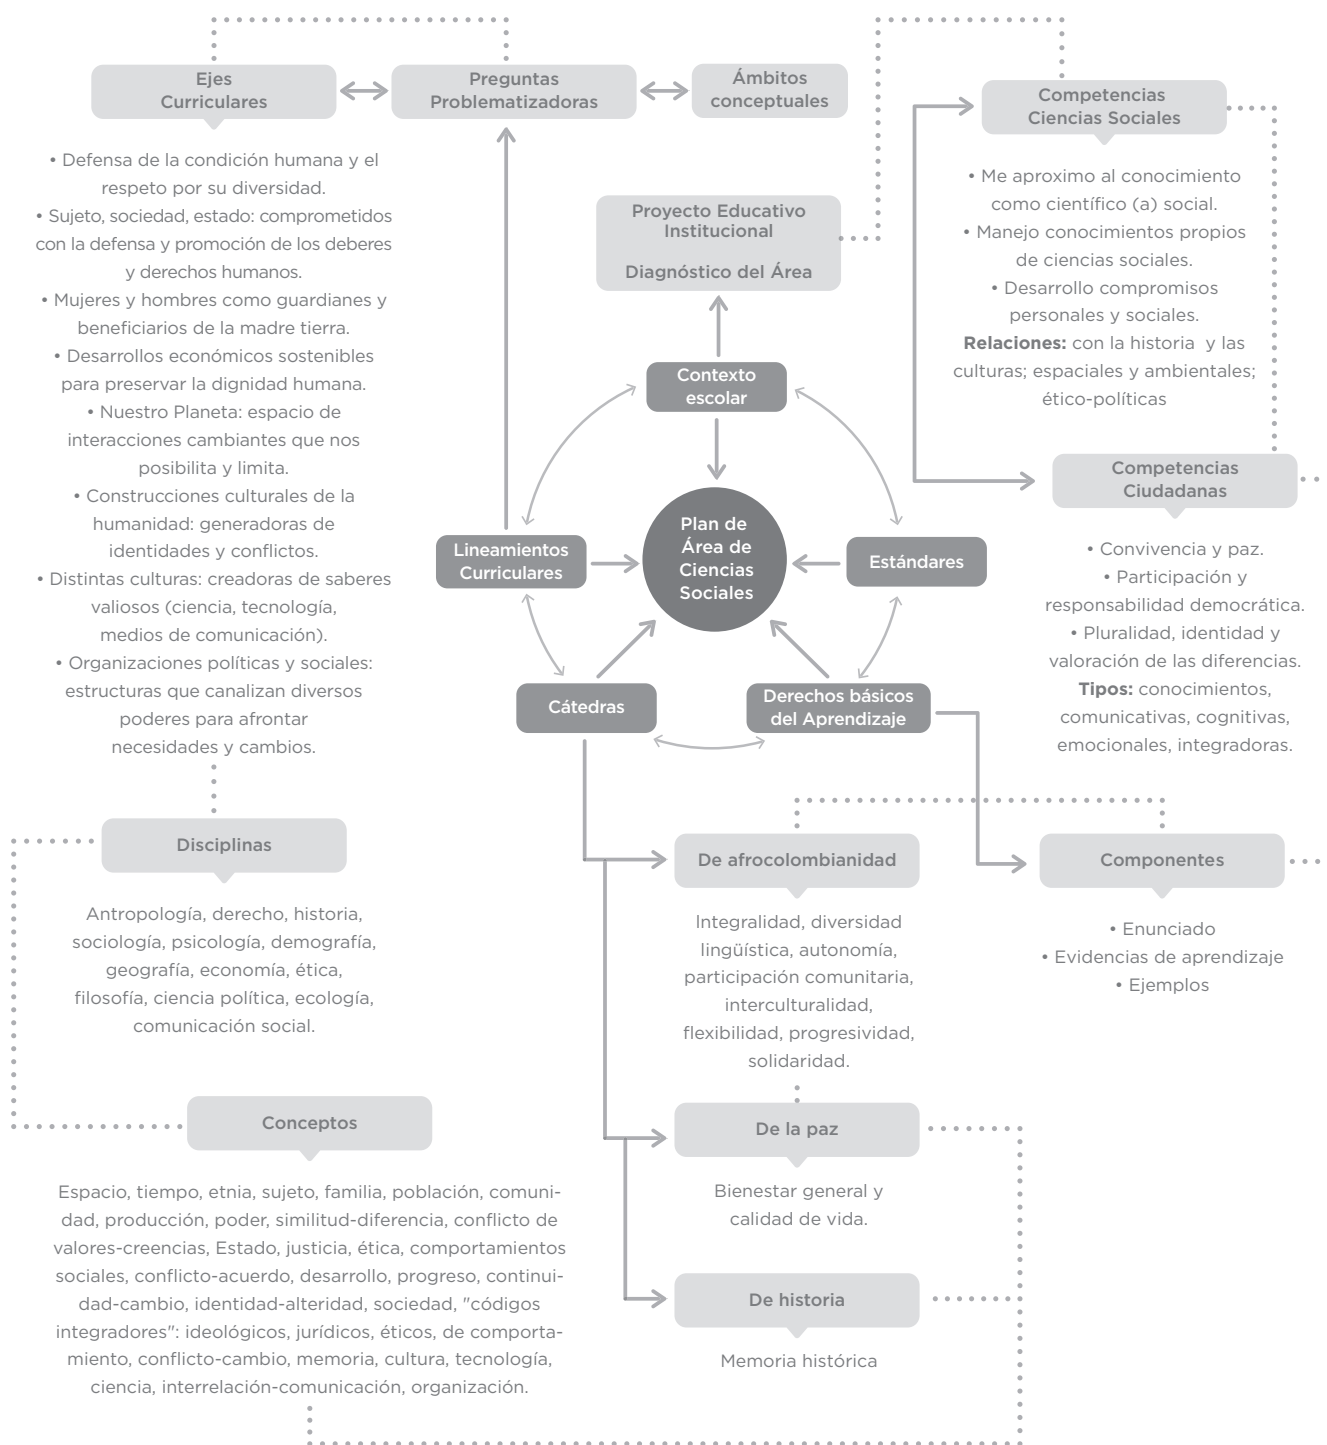 Ejes
Curriculares
Preguntas
Problematizadoras
Ámbitos
conceptuales
• Defensa de la condición humana y el
respeto por su diversidad.
• Sujeto, sociedad, estado: comprometidos
con la defensa y promoción de los deberes
y derechos humanos.
• Mujeres y hombres como guardianes y
beneficiarios de la madre tierra.
• Desarrollos económicos sostenibles
para preservar la dignidad humana.
• Nuestro Planeta: espacio de
interacciones cambiantes que nos
posibilita y limita.
• Construcciones culturales de la
humanidad: generadoras de
identidades y conflictos.
• Distintas culturas: creadoras de saberes
valiosos (ciencia, tecnología,
medios de comunicación).
• Organizaciones políticas y sociales:
estructuras que canalizan diversos
poderes para afrontar
necesidades y cambios.
Disciplinas
Antropología, derecho, historia,
sociología, psicología, demografía,
geografía, economía, ética,
filosofía, ciencia política, ecología,
comunicación social.
Conceptos
Espacio, tiempo, etnia, sujeto, familia, población, comuni-
dad, producción, poder, similitud-diferencia, conflicto de
valores-creencias, Estado, justicia, ética, comportamientos
sociales, conflicto-acuerdo, desarrollo, progreso, continui-
dad-cambio, identidad-alteridad, sociedad, "códigos
integradores": ideológicos, jurídicos, éticos, de comporta-
miento, conflicto-cambio, memoria, cultura, tecnología,
ciencia, interrelación-comunicación, organización.
Proyecto Educativo
Institucional
Diagnóstico del Área
Contexto
escolar
Lineamientos
Curriculares
Plan de
Área de
Ciencias
Sociales
Estándares
Cátedras
Derechos básicos
del Aprendizaje
De afrocolombianidad
Integralidad, diversidad
lingüística, autonomía,
participación comunitaria,
interculturalidad,
flexibilidad, progresividad,
solidaridad.
De la paz
Bienestar general y
calidad de vida.
De historia
Memoria histórica
Competencias
Ciencias Sociales
• Me aproximo al conocimiento
como científico (a) social.
• Manejo conocimientos propios
de ciencias sociales.
• Desarrollo compromisos
personales y sociales.
Relaciones: con la historia y las
culturas; espaciales y ambientales;
ético-políticas
Competencias
Ciudadanas
• Convivencia y paz.
• Participación y
responsabilidad democrática.
• Pluralidad, identidad y
valoración de las diferencias.
Tipos: conocimientos,
comunicativas, cognitivas,
emocionales, integradoras.
Componentes
• Enunciado
• Evidencias de aprendizaje
• Ejemplos